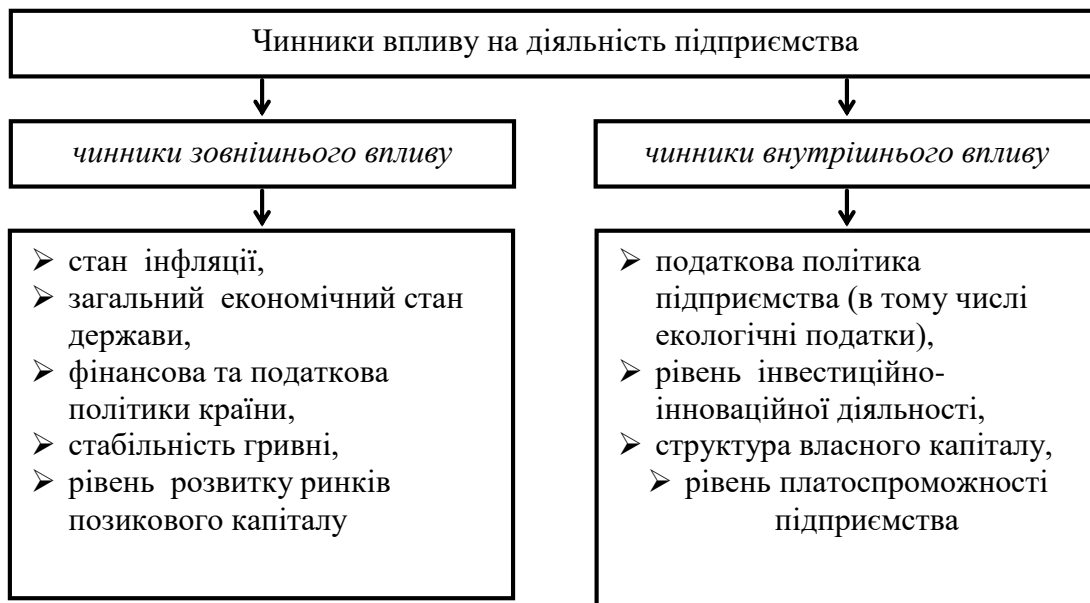 Чинники впливу на діяльність підприємства
чинники зовнішнього впливу
чинники внутрішнього впливу
➢ стан інфляції,
➢ загальний економічний стан
держави,
➢ фінансова та податкова
політики країни,
➢ стабільність гривні,
➢ рівень розвитку ринків
позикового капіталу
➢ податкова політика
підприємства (в тому числі
екологічні податки),
➢ рівень інвестиційно-
інноваційної діяльності,
➢ структура власного капіталу,
➢ рівень платоспроможності
підприємства